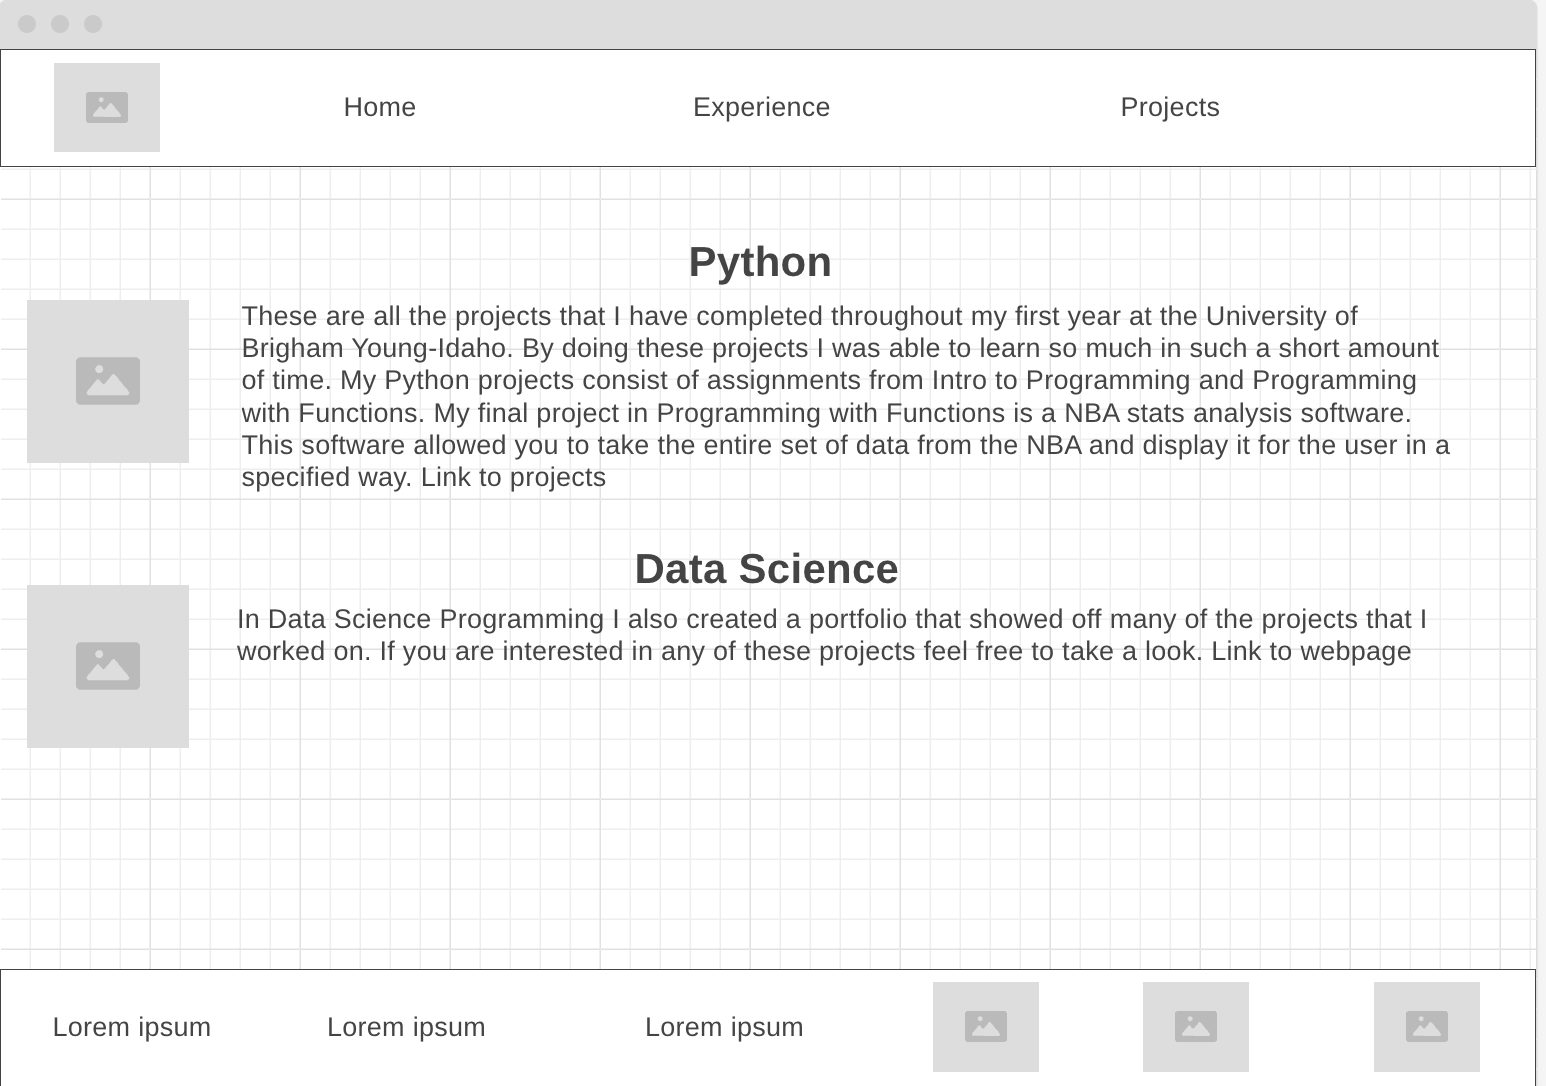 Home Experience Projects
Python
These are all the projects that I have completed throughout my first year at the University of
Brigham Young-Idaho. By doing these projects I was able to learn so much in such a short amount
of time. My Python projects consist of assignments from Intro to Programming and Programming
with Functions. My final project in Programming with Functions is a NBA stats analysis software.
This software allowed you to take the entire set of data from the NBA and display it for the user in a
specified way. Link to projects
Data Science
In Data Science Programming I also created a portfolio that showed off many of the projects that I
worked on. If you are interested in any of these projects feel free to take a look. Link to webpage
Lorem ipsum Lorem ipsum Lorem ipsum